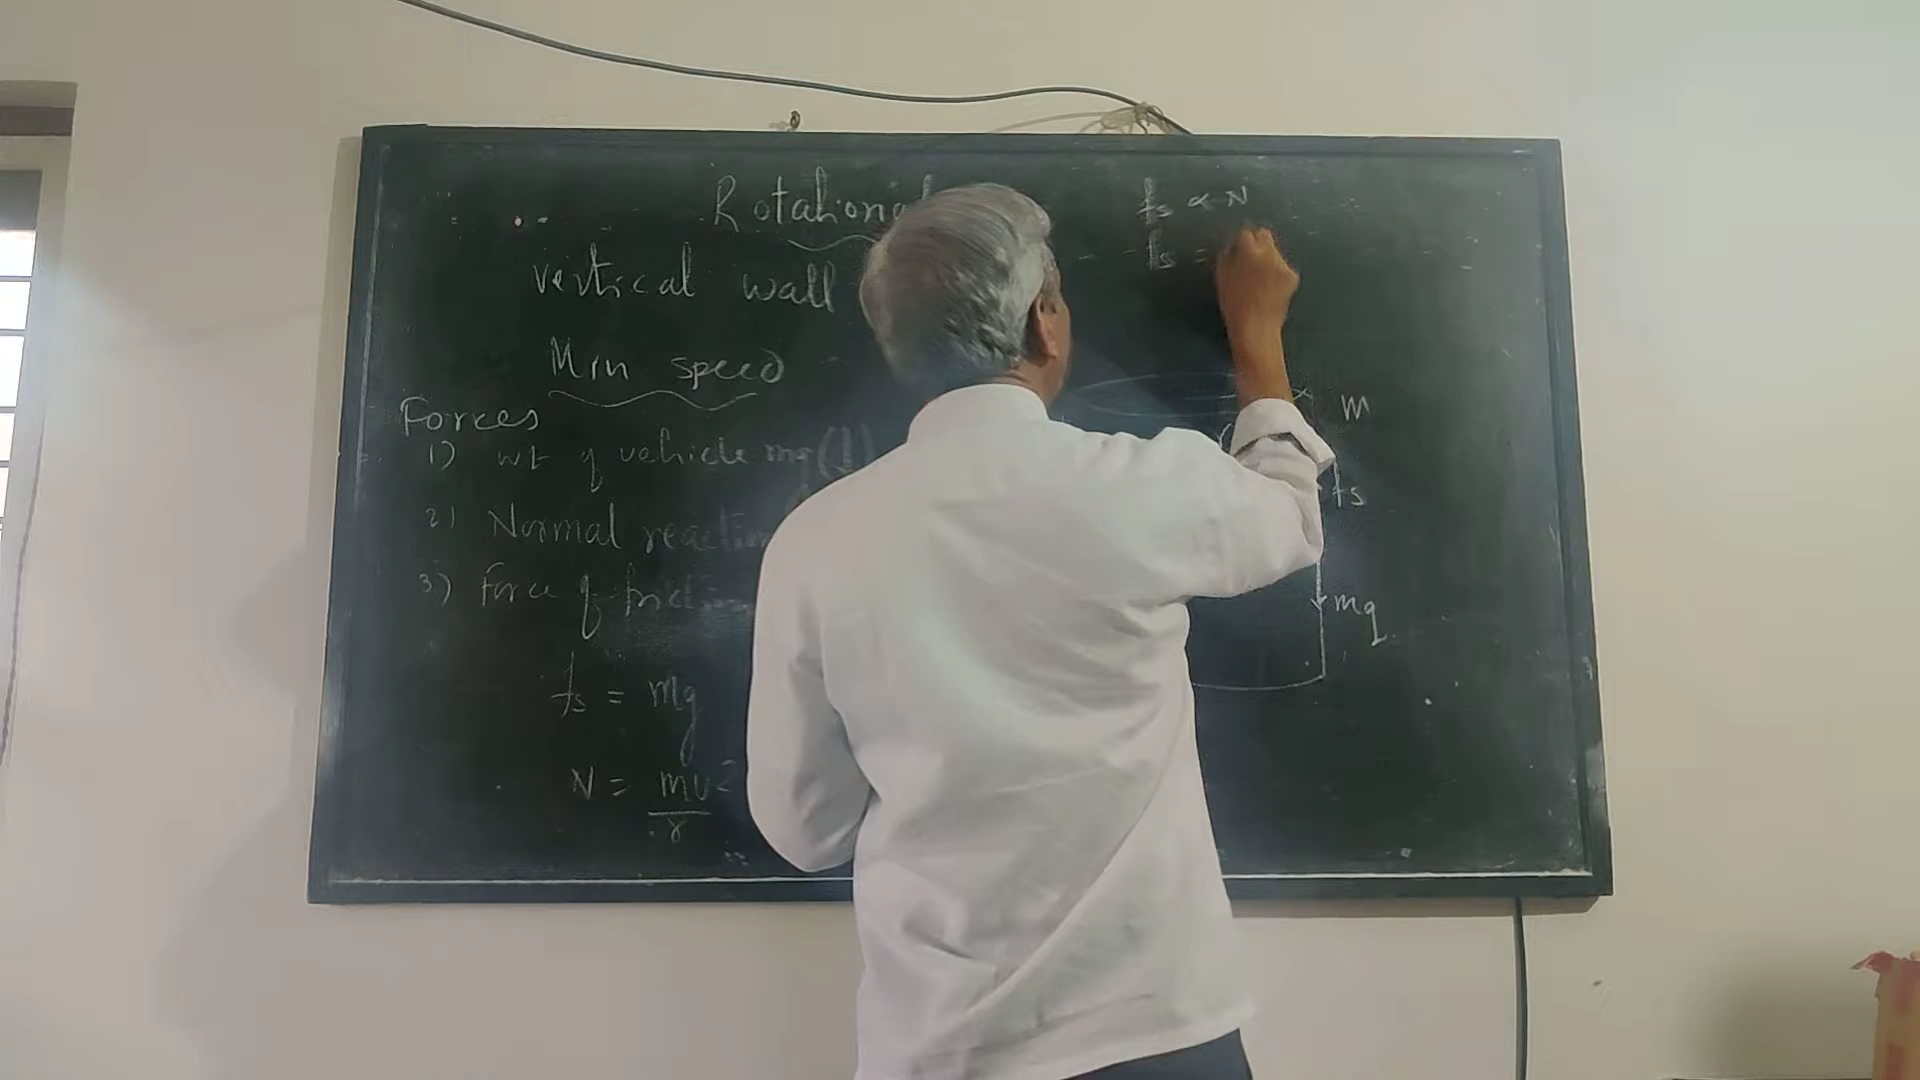 Rotational
vertical wall
Min speed
Forces
1) wt of vehicle mg (↓)
2) Normal reaction
3) Force of friction
fs = mg
N = mv2
r
fs ∝ N
fs =
m
fs
mg